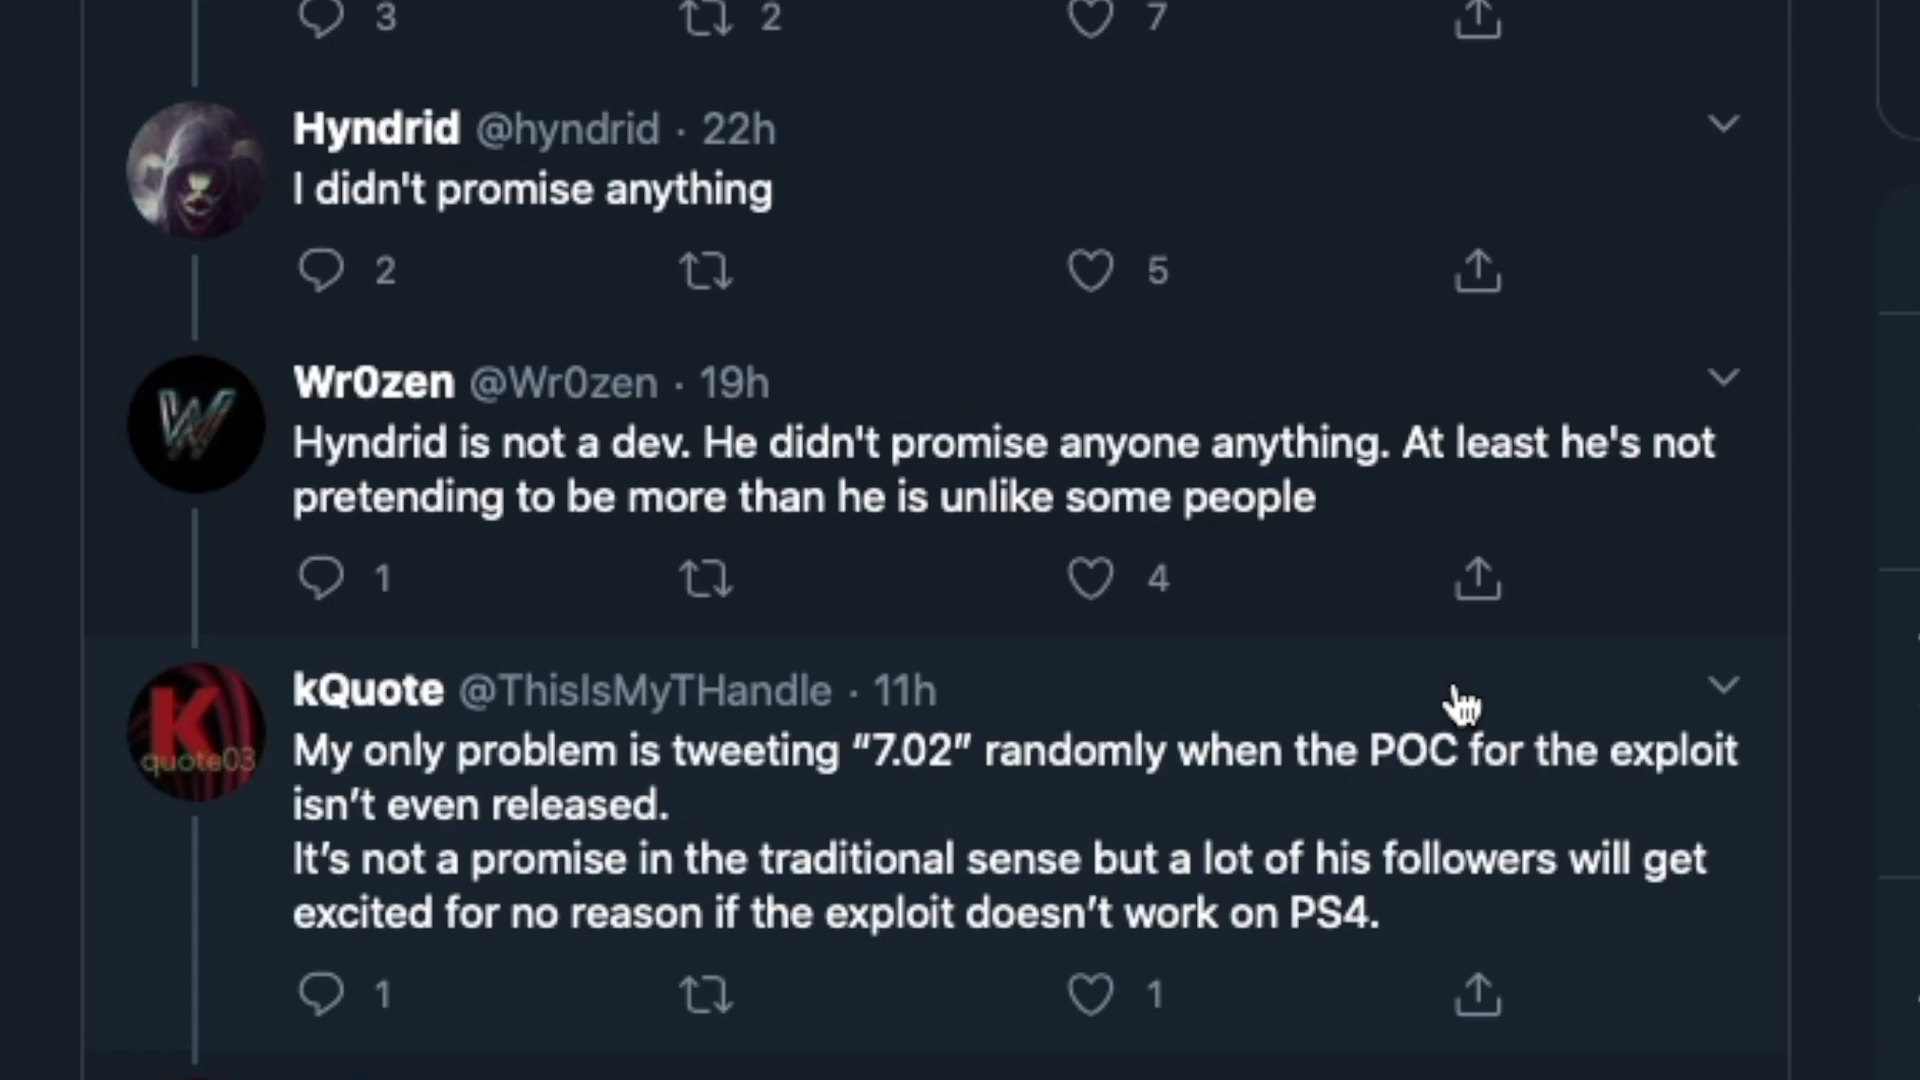 3 2 7
Hyndrid @hyndrid · 22h
I didn't promise anything
2 5
Wr0zen @Wr0zen · 19h
Hyndrid is not a dev. He didn't promise anyone anything. At least he's not
pretending to be more than he is unlike some people
1 4
K
quote03
kQuote @ThisIsMyTHandle · 11h
My only problem is tweeting “7.02” randomly when the POC for the exploit
isn’t even released.
It’s not a promise in the traditional sense but a lot of his followers will get
excited for no reason if the exploit doesn’t work on PS4.
1 1